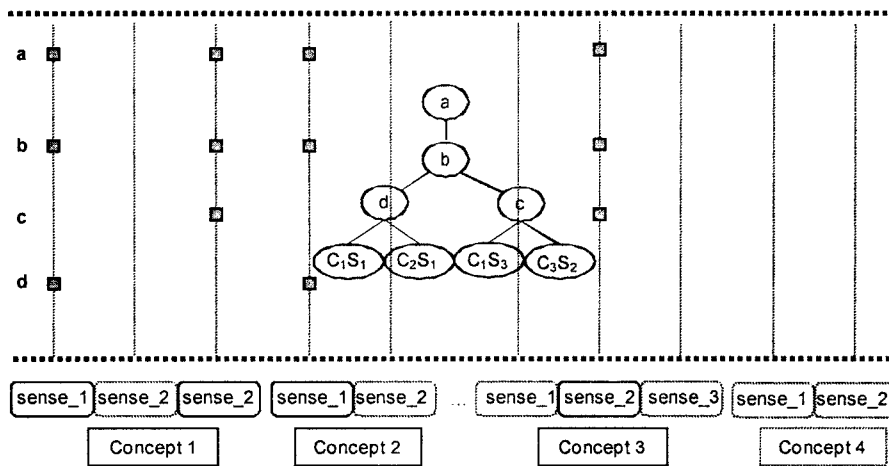 a
a
b
b
d
c
c
C₁S₁ C₂S₁ C₁S₃ C₃S₂
d
sense_1 sense_2 sense_2 sense_1 sense_2 ... sense_1 sense_2 sense_3 sense_1 sense_2
Concept 1 Concept 2 Concept 3 Concept 4